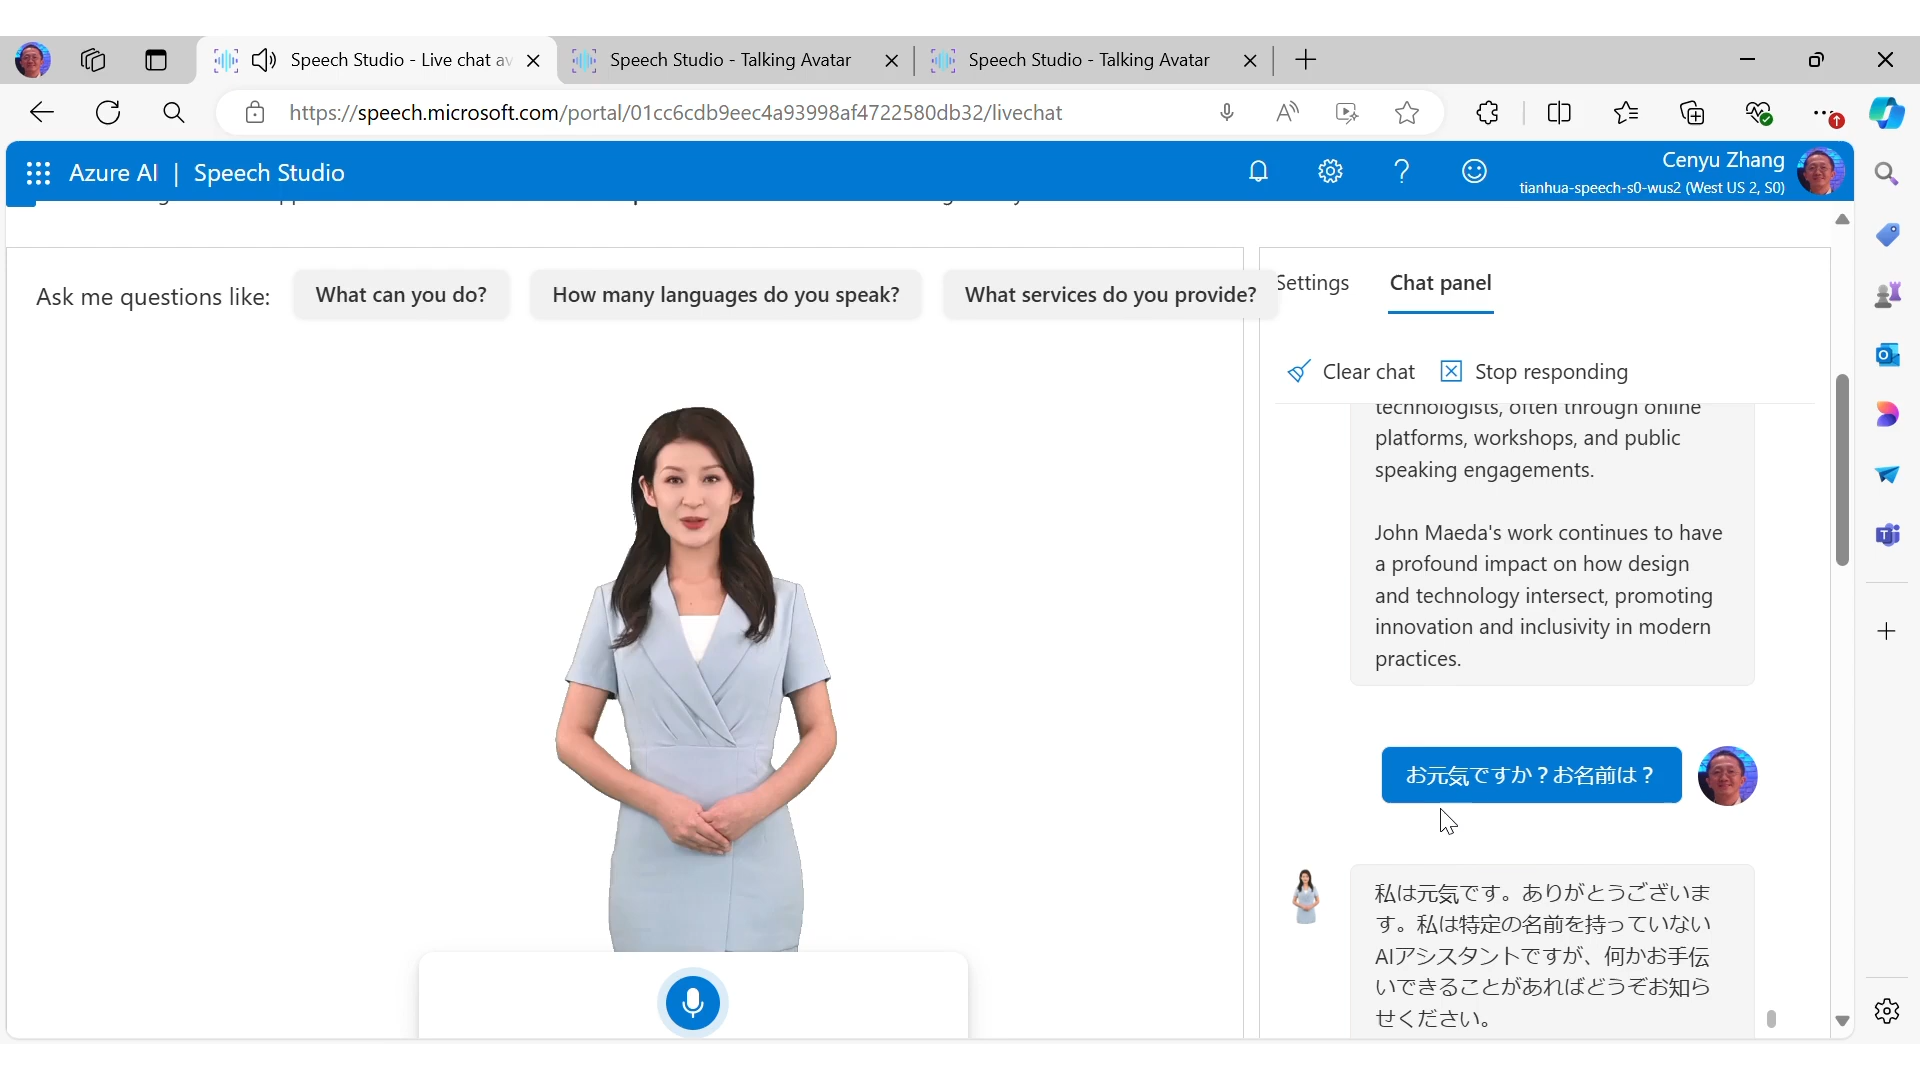 Speech Studio - Live chat av
Speech Studio - Talking Avatar
Speech Studio - Talking Avatar
https://speech.microsoft.com/portal/01cc6cdb9eec4a93998af4722580db32/livechat
Azure AI | Speech Studio
Cenyu Zhang
tianhua-speech-s0-wus2 (West US 2, S0)
Ask me questions like:
What can you do?
How many languages do you speak?
What services do you provide?
Settings
Chat panel
Clear chat
Stop responding
technologists, often through online
platforms, workshops, and public
speaking engagements.
John Maeda's work continues to have
a profound impact on how design
and technology intersect, promoting
innovation and inclusivity in modern
practices.
お元気ですか？お名前は？
私は元気です。ありがとうございま
す。私は特定の名前を持っていない
AIアシスタントですが、何かお手伝
いできることがあればどうぞお知ら
せください。